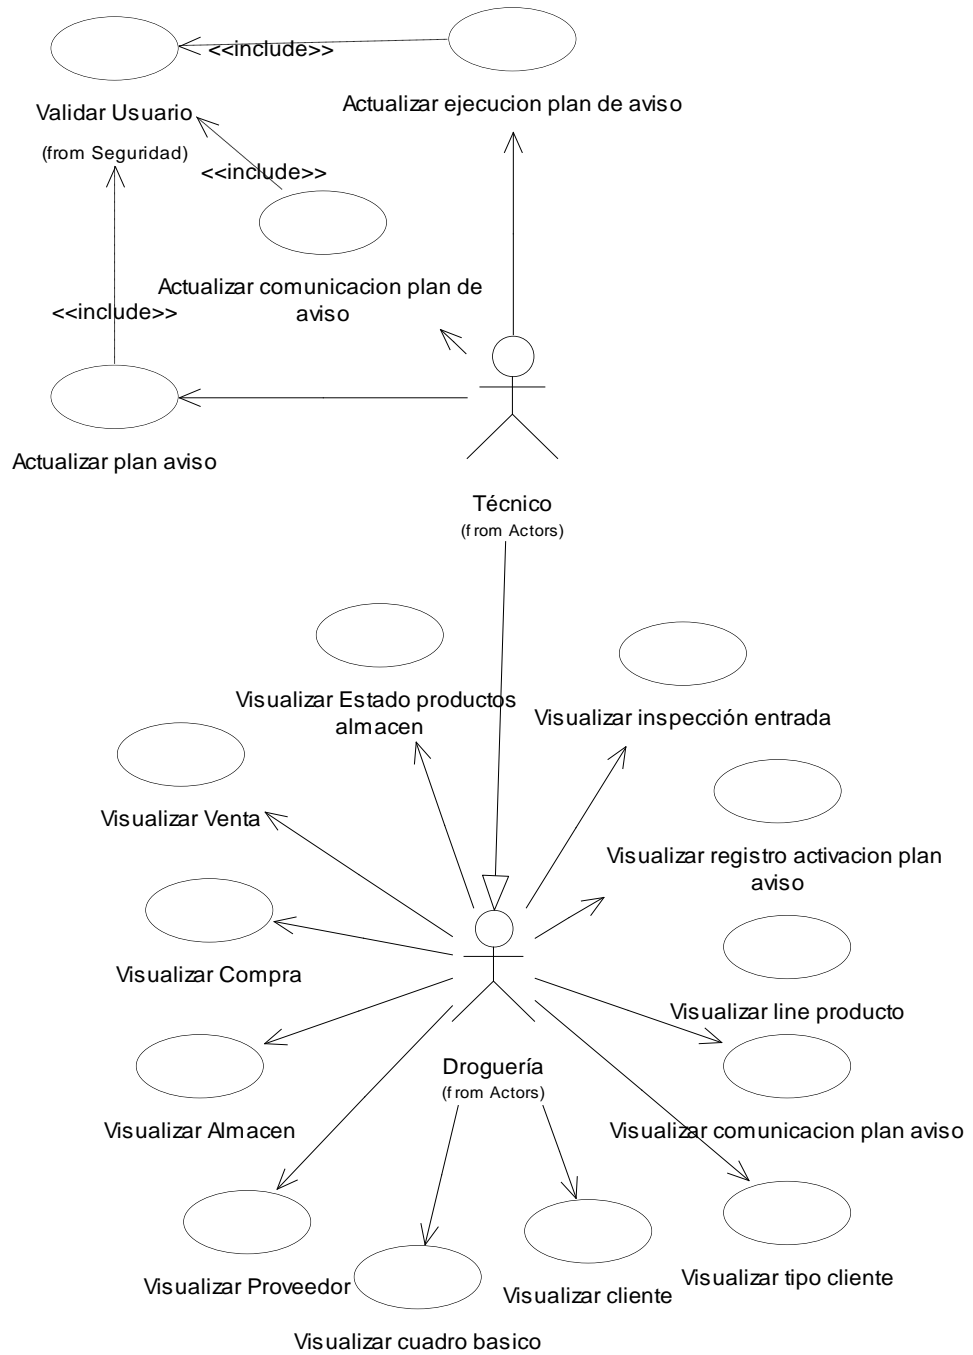 <<include>>
Validar Usuario
(from Seguridad)
Actualizar ejecucion plan de aviso
<<include>>
Actualizar comunicacion plan de
aviso
<<include>>
Actualizar plan aviso
Técnico
(from Actors)
Visualizar Estado productos
almacen
Visualizar inspección entrada
Visualizar Venta
Visualizar registro activacion plan
aviso
Visualizar Compra
Visualizar line producto
Droguería
(from Actors)
Visualizar Almacen
Visualizar comunicacion plan aviso
Visualizar Proveedor
Visualizar cliente
Visualizar tipo cliente
Visualizar cuadro basico